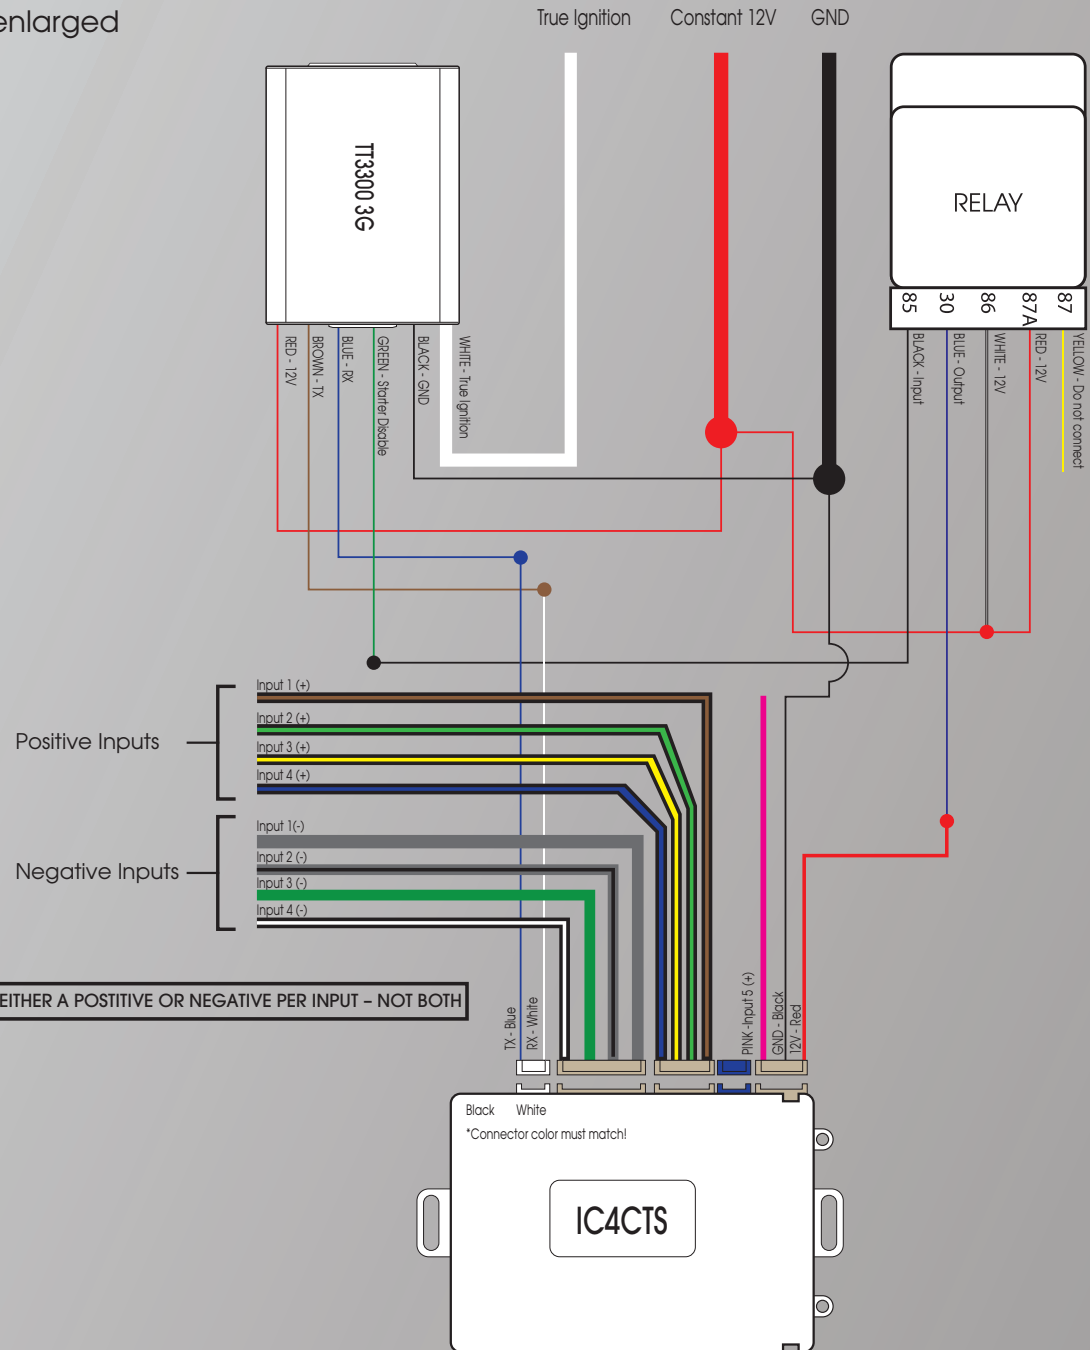 enlarged
True Ignition
Constant 12V
GND
TT3300 3G
RELAY
85
30
86
87A
87
RED - 12V
BROWN - TX
BLUE - RX
GREEN - Starter Disable
BLACK - GND
WHITE - True Ignition
BLACK - Input
BLUE - Output
WHITE - 12V
RED - 12V
YELLOW - Do not connect
Positive Inputs
Input 1 (+)
Input 2 (+)
Input 3 (+)
Input 4 (+)
Negative Inputs
Input 1(-)
Input 2 (-)
Input 3 (-)
Input 4 (-)
EITHER A POSTITIVE OR NEGATIVE PER INPUT – NOT BOTH
TX - Blue
RX - White
PINK -Input 5 (+)
GND - Black
12V - Red
Black White
*Connector color must match!
IC4CTS